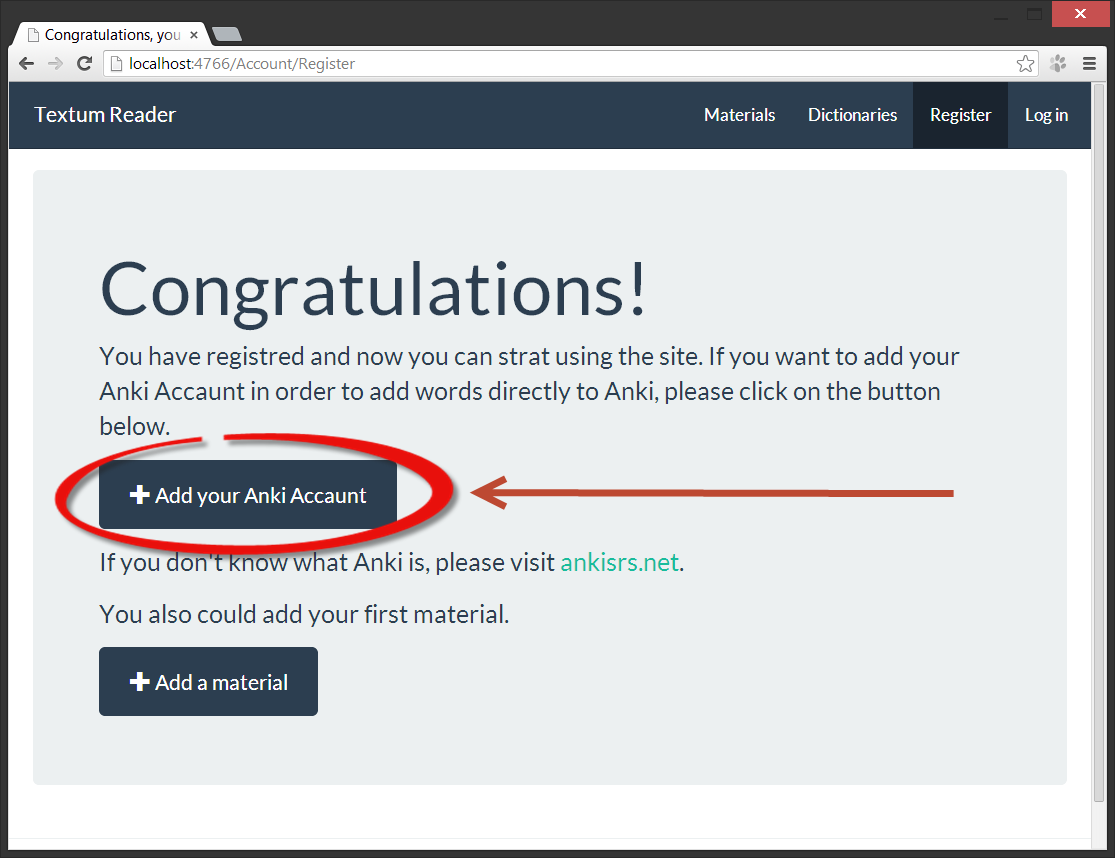 Congratulations, you
localhost:4766/Account/Register
Textum Reader Materials Dictionaries Register Log in
Congratulations!
You have registred and now you can strat using the site. If you want to add your
Anki Accaunt in order to add words directly to Anki, please click on the button
below.
Add your Anki Accaunt
If you don't know what Anki is, please visit ankisrs.net.
You also could add your first material.
Add a material